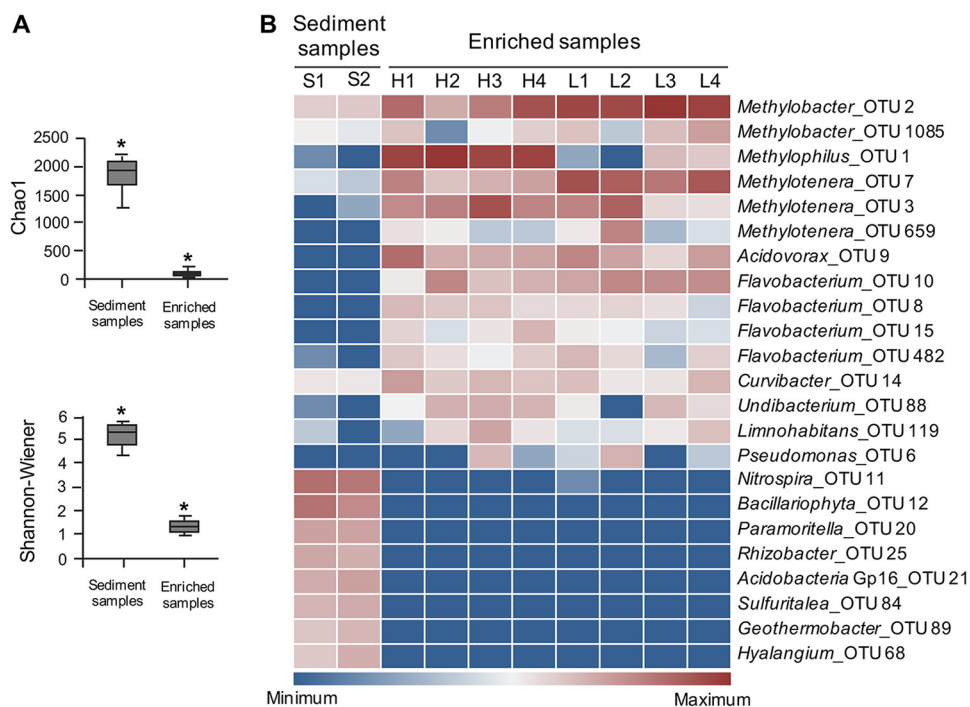 A
2500
2000
1500
1000
500
0
Chao1
*
*
Sediment
samples
Enriched
samples
6
5
4
3
2
1
0
Shannon-Wiener
*
*
Sediment
samples
Enriched
samples
B
Sediment
samples
Enriched samples
S1 S2 H1 H2 H3 H4 L1 L2 L3 L4
Methylobacter_OTU 2
Methylobacter_OTU 1085
Methylophilus_OTU 1
Methylotenera_OTU 7
Methylotenera_OTU 3
Methylotenera_OTU 659
Acidovorax_OTU 9
Flavobacterium_OTU 10
Flavobacterium_OTU 8
Flavobacterium_OTU 15
Flavobacterium_OTU 482
Curvibacter_OTU 14
Undibacterium_OTU 88
Limnohabitans_OTU 119
Pseudomonas_OTU 6
Nitrospira_OTU 11
Bacillariophyta_OTU 12
Paramoritella_OTU 20
Rhizobacter_OTU 25
Acidobacteria Gp16_OTU 21
Sulfuritalea_OTU 84
Geothermobacter_OTU 89
Hyalangium_OTU 68
Minimum Maximum